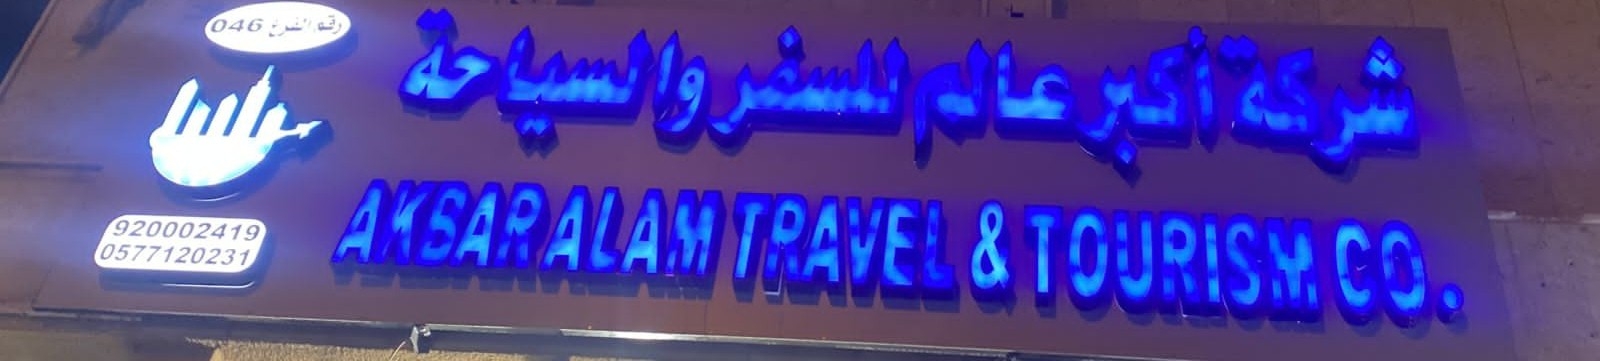 رقم الفرع 046
شركة أكبر عالم للسفر والسياحة
AKSAR ALAM TRAVEL & TOURISM CO.
920002419
0577120231